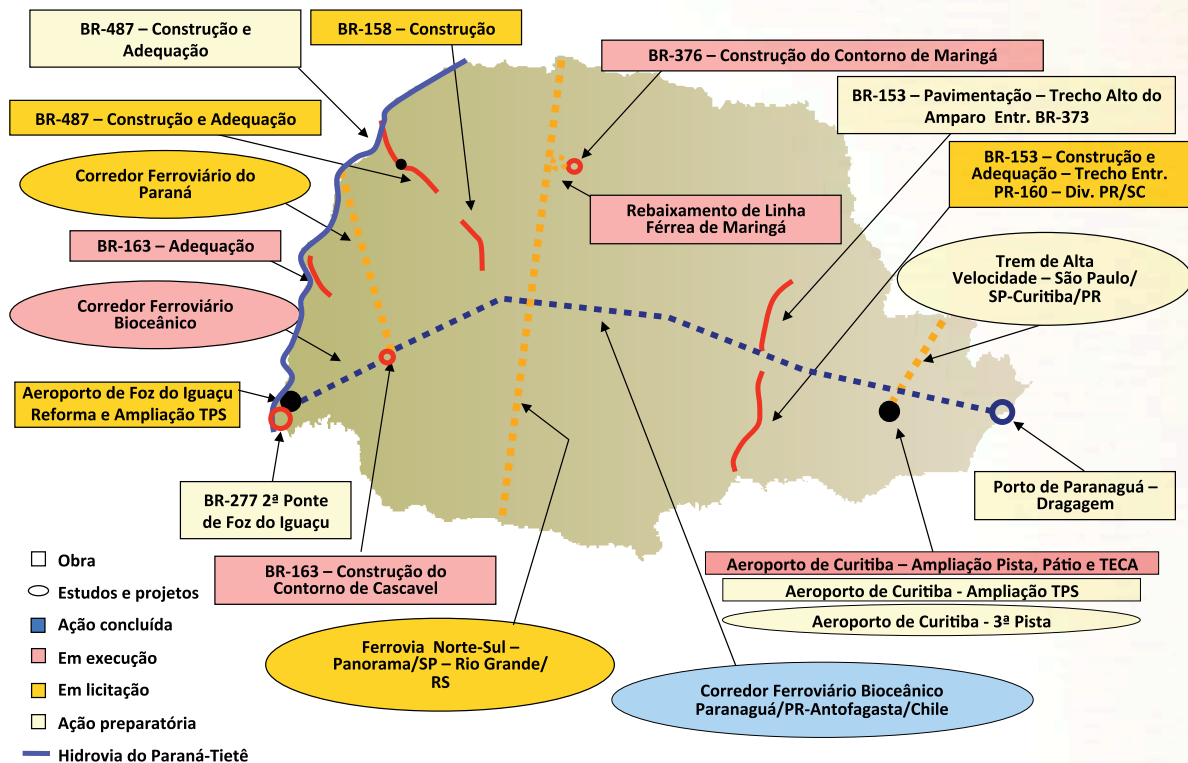 BR-487 – Construção e
Adequação
BR-158 – Construção
BR-376 – Construção do Contorno de Maringá
BR-153 – Pavimentação – Trecho Alto do
Amparo Entr. BR-373
BR-487 – Construção e Adequação
BR-153 – Construção e
Adequação – Trecho Entr.
PR-160 – Div. PR/SC
Corredor Ferroviário do
Paraná
Rebaixamento de Linha
Férrea de Maringá
BR-163 – Adequação
Trem de Alta
Velocidade – São Paulo/
SP-Curitiba/PR
Corredor Ferroviário
Bioceânico
Aeroporto de Foz do Iguaçu
Reforma e Ampliação TPS
BR-277 2ª Ponte
de Foz do Iguaçu
Porto de Paranaguá –
Dragagem
BR-163 – Construção do
Contorno de Cascavel
Aeroporto de Curitiba – Ampliação Pista, Pátio e TECA
Aeroporto de Curitiba - Ampliação TPS
Aeroporto de Curitiba - 3ª Pista
Ferrovia Norte-Sul –
Panorama/SP – Rio Grande/
RS
Corredor Ferroviário Bioceânico
Paranaguá/PR-Antofagasta/Chile
Obra
Estudos e projetos
Ação concluída
Em execução
Em licitação
Ação preparatória
Hidrovia do Paraná-Tietê